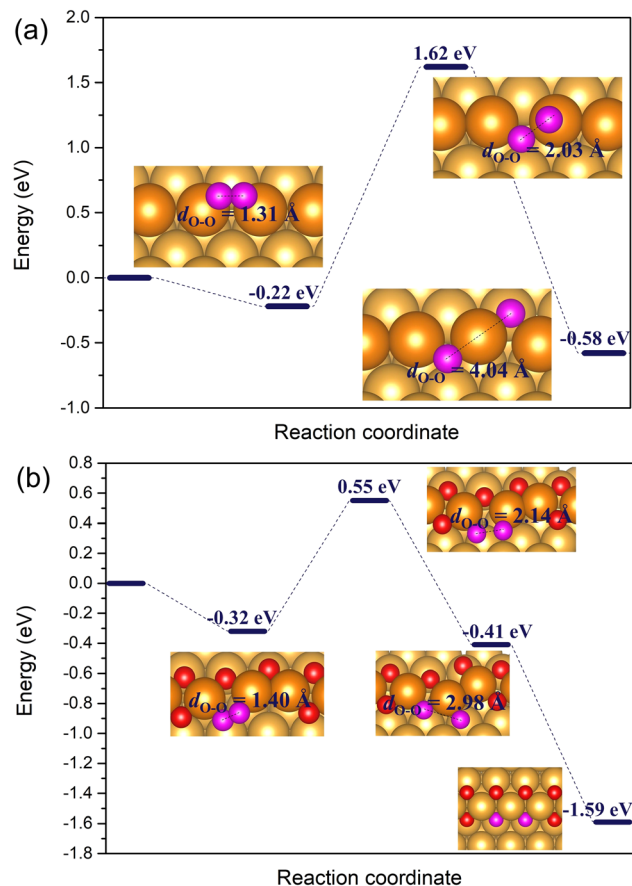 (a)
2.0
1.5
1.0
0.5
0.0
-0.5
-1.0
Energy (eV)
1.62 eV
dO-O = 2.03 Å
dO-O = 1.31 Å
-0.22 eV
dO-O = 4.04 Å
-0.58 eV
Reaction coordinate
(b)
0.8
0.6
0.4
0.2
0.0
-0.2
-0.4
-0.6
-0.8
-1.0
-1.2
-1.4
-1.6
-1.8
Energy (eV)
0.55 eV
dO-O = 2.14 Å
-0.32 eV
dO-O = 1.40 Å
-0.41 eV
dO-O = 2.98 Å
-1.59 eV
Reaction coordinate